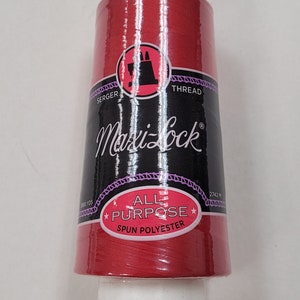 SERGER THREAD
Maxi-Lock®
ALL
PURPOSE
SPUN POLYESTER